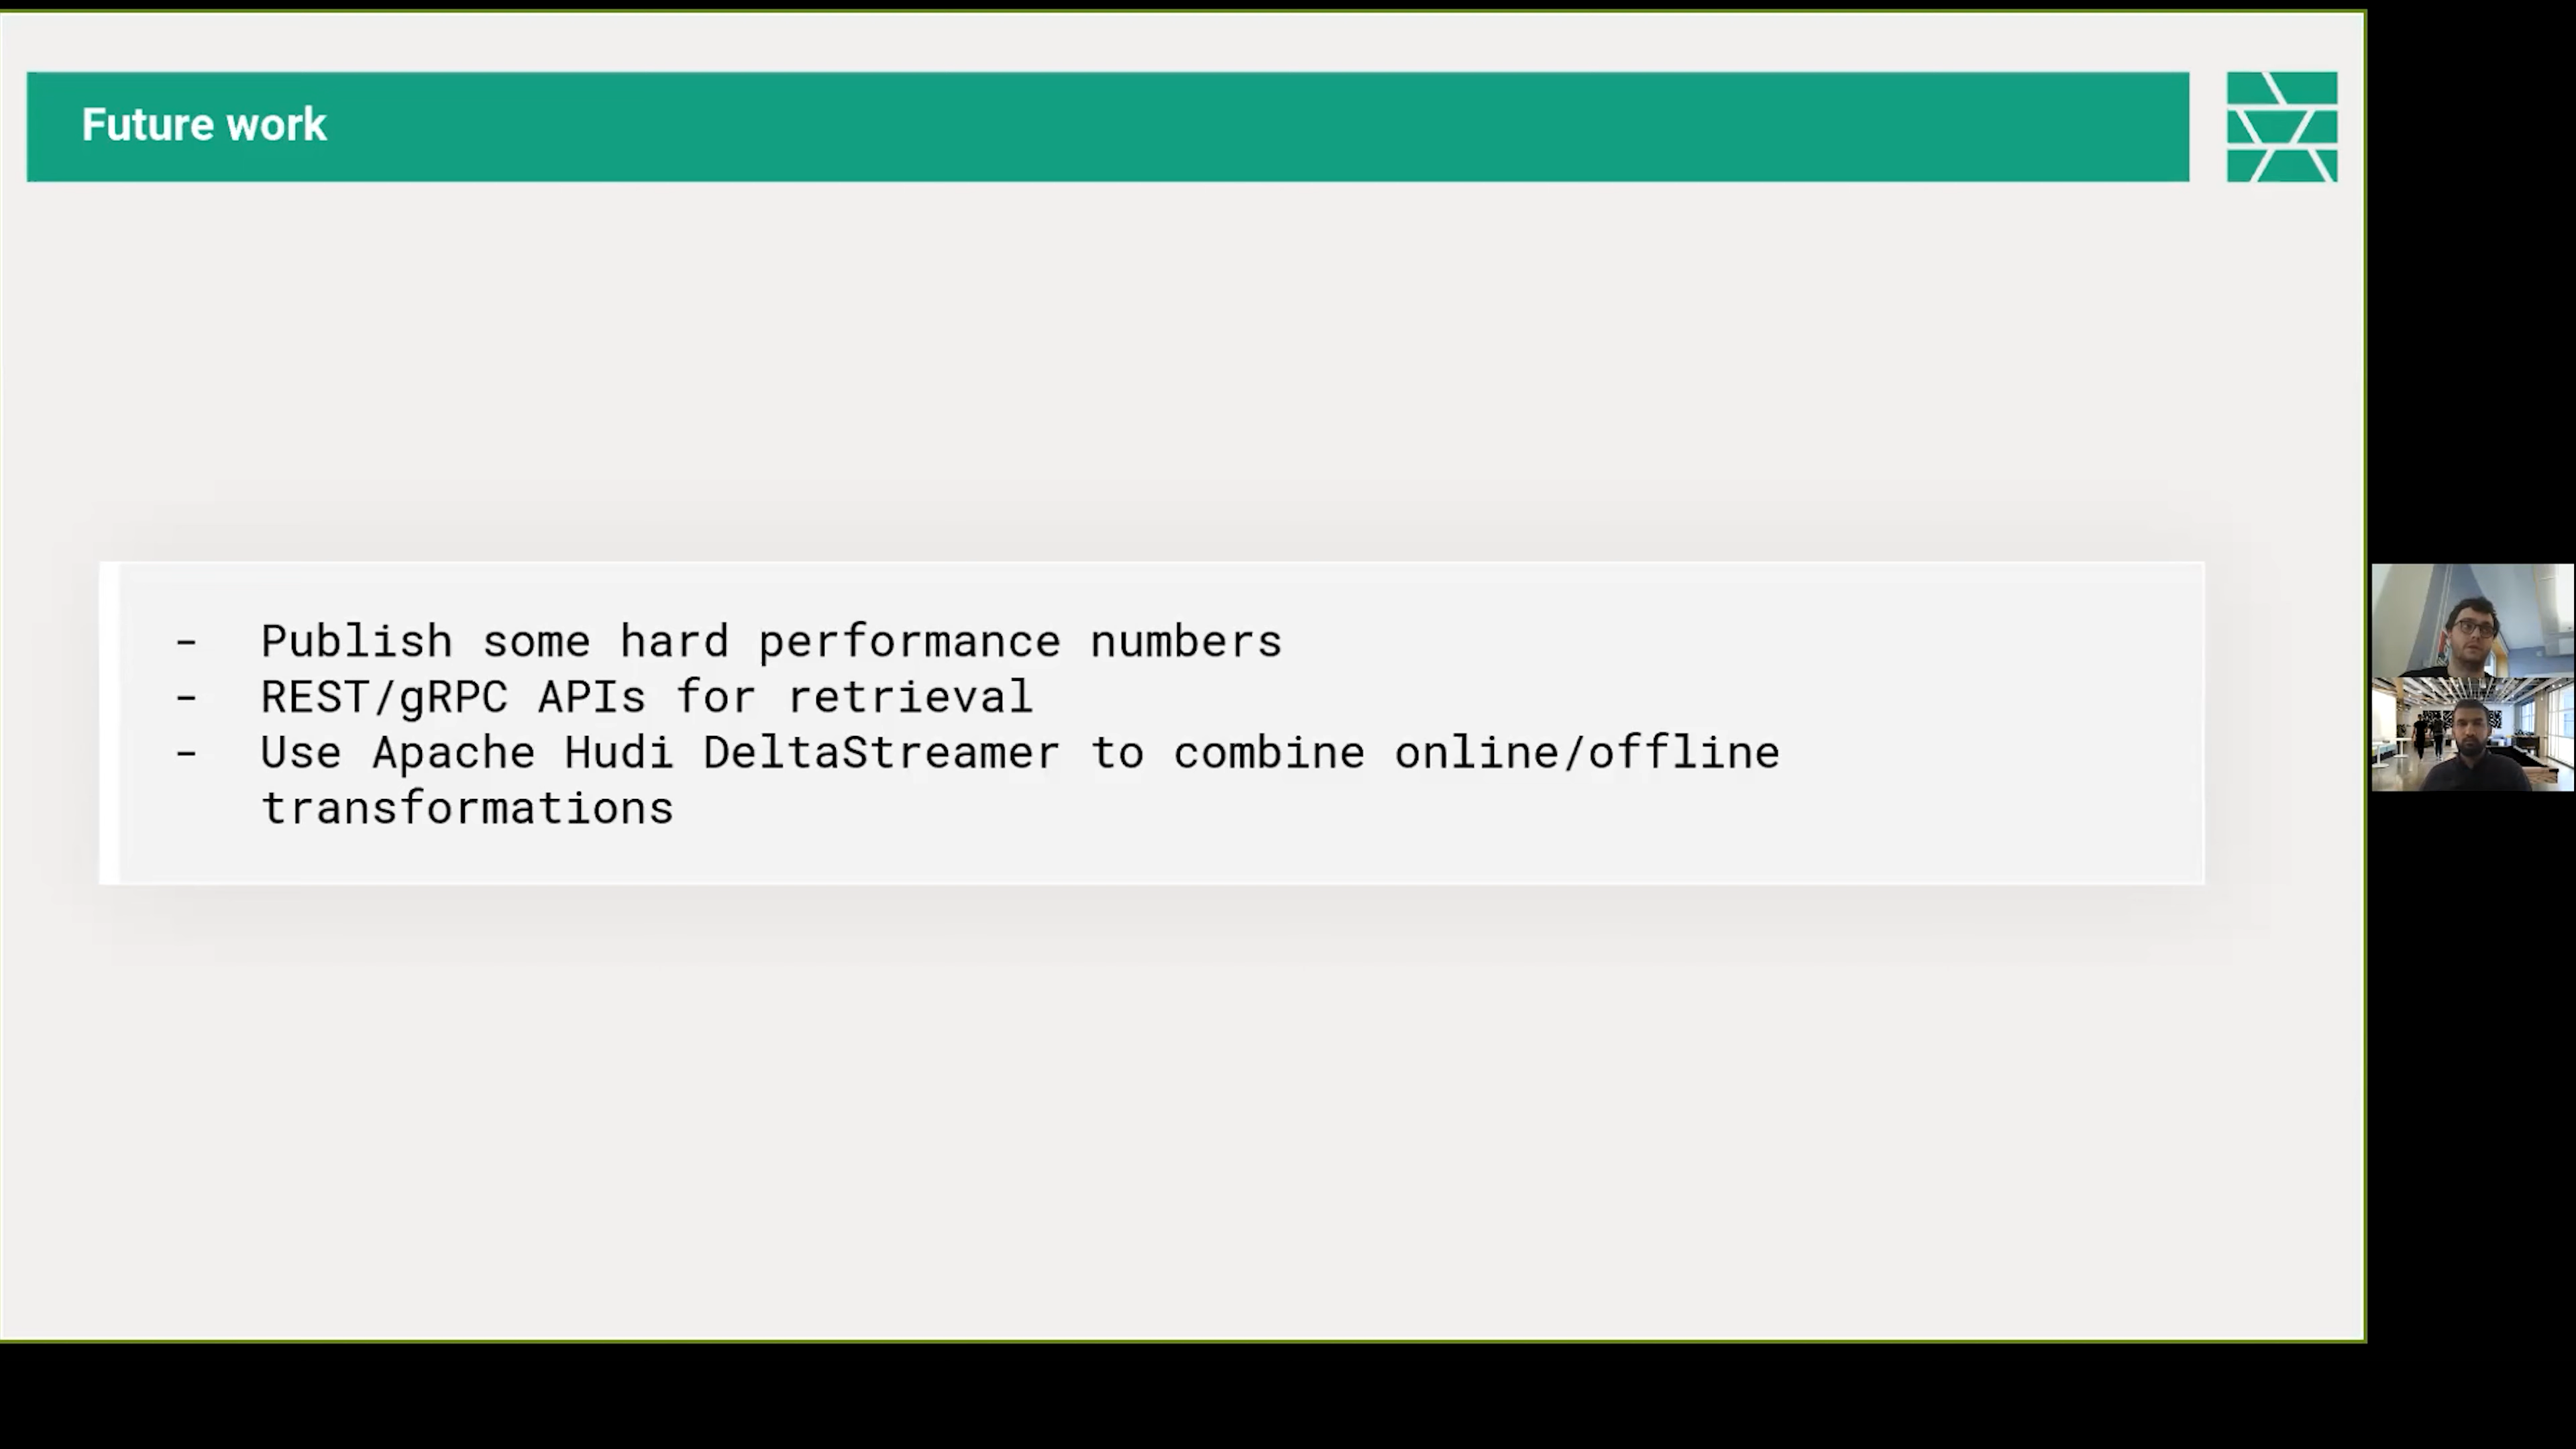 Future work
- Publish some hard performance numbers
- REST/gRPC APIs for retrieval
- Use Apache Hudi DeltaStreamer to combine online/offline
transformations